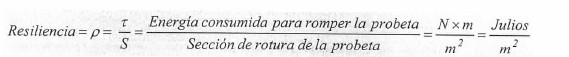 Resiliencia = ρ = τ / S = Energía consumida para romper la probeta / Sección de rotura de la probeta = N × m / m² = Julios / m²